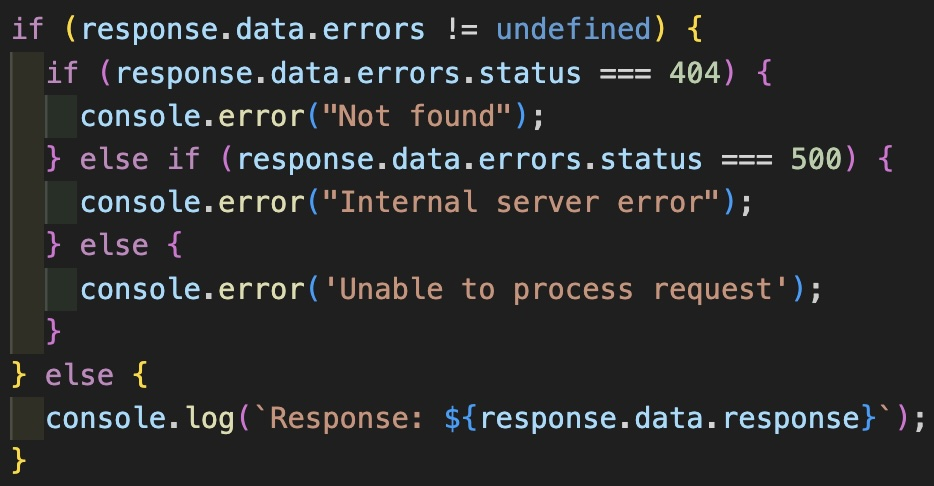 if (response.data.errors != undefined) {
  if (response.data.errors.status === 404) {
    console.error("Not found");
  } else if (response.data.errors.status === 500) {
    console.error("Internal server error");
  } else {
    console.error('Unable to process request');
  }
} else {
  console.log(`Response: ${response.data.response}`);
}